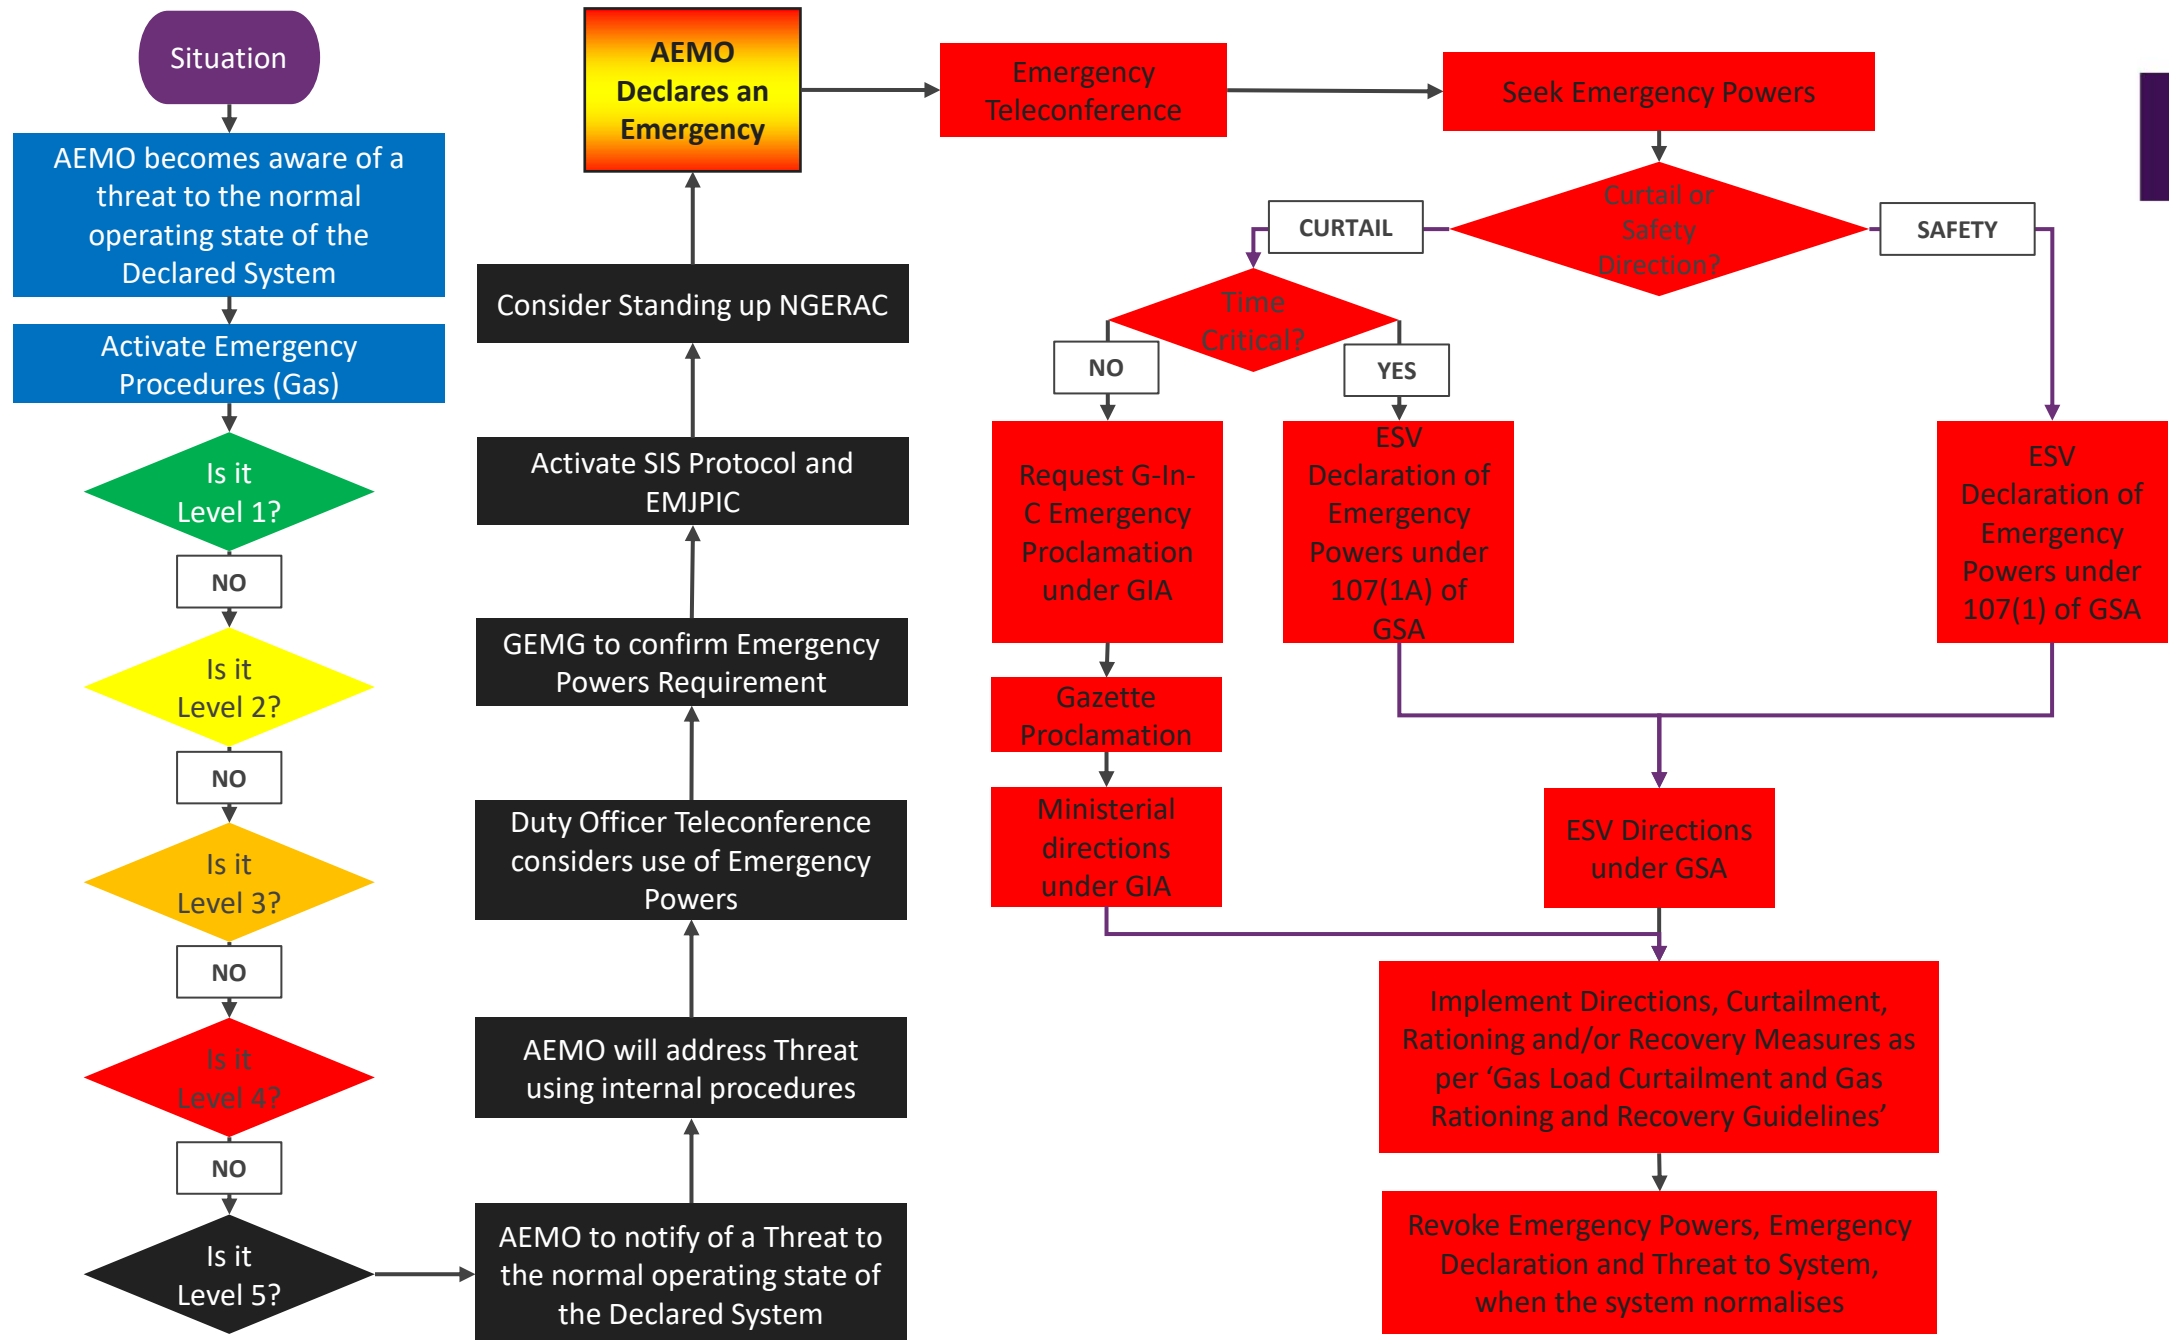 Situation
AEMO becomes aware of a
threat to the normal
operating state of the
Declared System
Activate Emergency
Procedures (Gas)
Is it
Level 1?
NO
Is it
Level 2?
NO
Is it
Level 3?
NO
Is it
Level 4?
NO
Is it
Level 5?
AEMO to notify of a Threat to
the normal operating state of
the Declared System
AEMO will address Threat
using internal procedures
Duty Officer Teleconference
considers use of Emergency
Powers
GEMG to confirm Emergency
Powers Requirement
Activate SIS Protocol and
EMJPIC
Consider Standing up NGERAC
AEMO
Declares an
Emergency
Emergency
Teleconference
Seek Emergency Powers
Curtail or
Safety
Direction?
CURTAIL
SAFETY
Time
Critical?
NO
YES
Request G-In-
C Emergency
Proclamation
under GIA
Gazette
Proclamation
Ministerial
directions
under GIA
ESV
Declaration of
Emergency
Powers under
107(1A) of
GSA
ESV
Declaration of
Emergency
Powers under
107(1) of GSA
ESV Directions
under GSA
Implement Directions, Curtailment,
Rationing and/or Recovery Measures as
per ‘Gas Load Curtailment and Gas
Rationing and Recovery Guidelines’
Revoke Emergency Powers, Emergency
Declaration and Threat to System,
when the system normalises